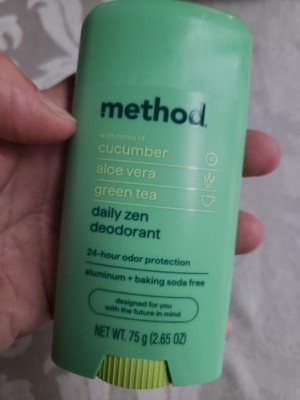 method.
with notes of
cucumber
aloe vera
green tea
daily zen
deodorant
24-hour odor protection
aluminum + baking soda free
designed for you
with the future in mind
NET WT. 75 g (2.65 OZ)